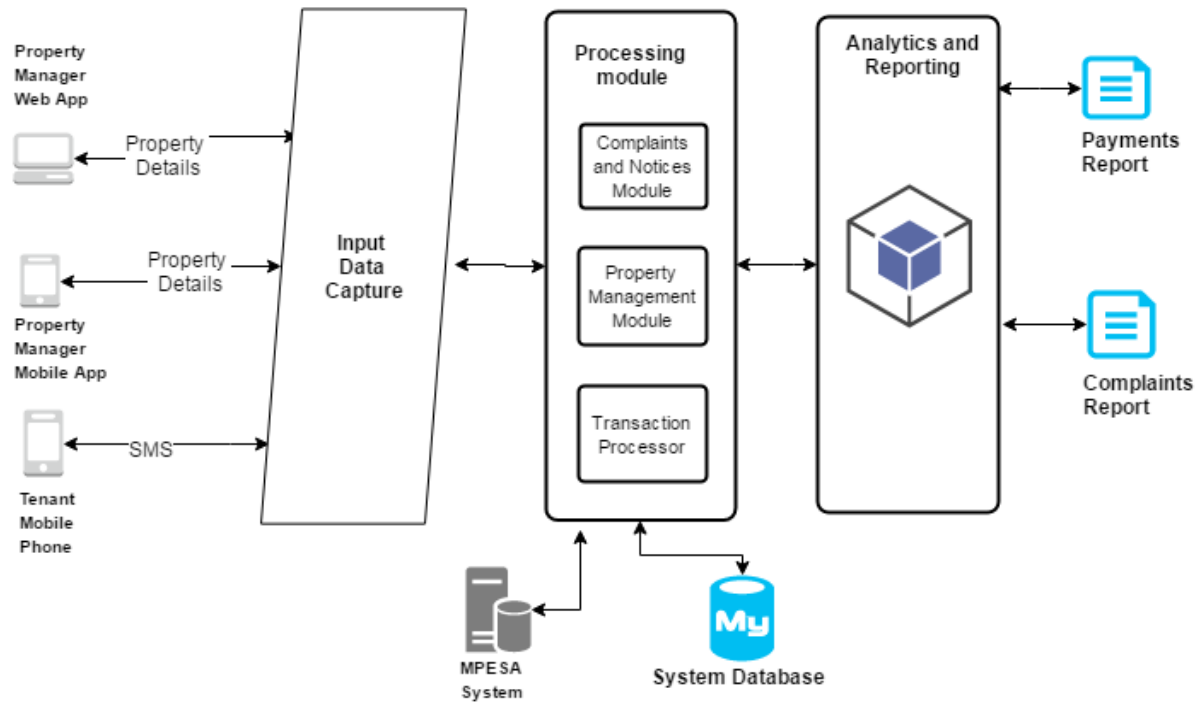 Property
Manager
Web App
Property
Details
Property
Details
Property
Manager
Mobile App
SMS
Tenant
Mobile
Phone
Input
Data
Capture
Processing
module
Complaints
and Notices
Module
Property
Management
Module
Transaction
Processor
MPESA
System
My
System Database
Analytics and
Reporting
Payments
Report
Complaints
Report